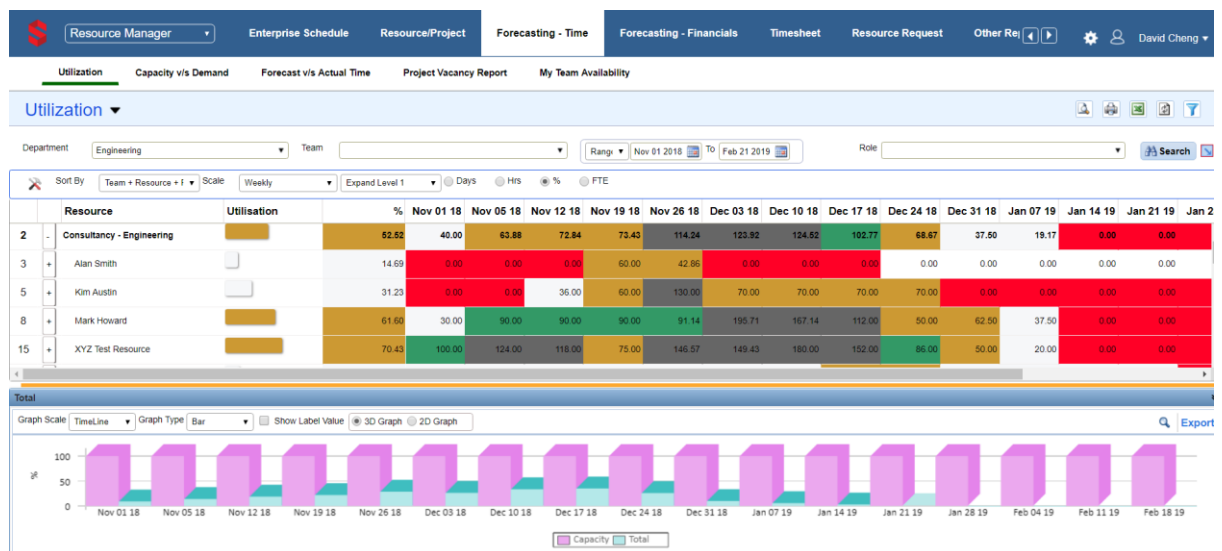 Resource Manager Enterprise Schedule Resource/Project Forecasting - Time Forecasting - Financials Timesheet Resource Request Other Re David Cheng
Utilization Capacity v/s Demand Forecast v/s Actual Time Project Vacancy Report My Team Availability
Utilization
Department Engineering Team Range Nov 01 2018 To Feb 21 2019 Role Search
Sort By Team + Resource + F Scale Weekly Expand Level 1 Days Hrs % FTE
Resource Utilisation % Nov 01 18 Nov 05 18 Nov 12 18 Nov 19 18 Nov 26 18 Dec 03 18 Dec 10 18 Dec 17 18 Dec 24 18 Dec 31 18 Jan 07 19 Jan 14 19 Jan 21 19 Jan 2
2 - Consultancy - Engineering 52.52 40.00 63.88 72.84 73.43 114.24 123.92 124.52 102.77 68.67 37.50 19.17 0.00 0.00
3 + Alan Smith 14.69 0.00 0.00 0.00 60.00 42.86 0.00 0.00 0.00 0.00 0.00 0.00 0.00 0.00
5 + Kim Austin 31.23 0.00 0.00 36.00 60.00 130.00 70.00 70.00 70.00 70.00 0.00 0.00 0.00 0.00
8 + Mark Howard 61.60 30.00 90.00 90.00 90.00 91.14 195.71 167.14 112.00 50.00 62.50 37.50 0.00 0.00
15 + XYZ Test Resource 70.43 100.00 124.00 118.00 75.00 146.57 149.43 180.00 152.00 86.00 50.00 20.00 0.00 0.00
Total
Graph Scale TimeLine Graph Type Bar Show Label Value 3D Graph 2D Graph Export
%
100
50
0
Nov 01 18 Nov 05 18 Nov 12 18 Nov 19 18 Nov 26 18 Dec 03 18 Dec 10 18 Dec 17 18 Dec 24 18 Dec 31 18 Jan 07 19 Jan 14 19 Jan 21 19 Jan 28 19 Feb 04 19 Feb 11 19 Feb 18 19
Capacity Total